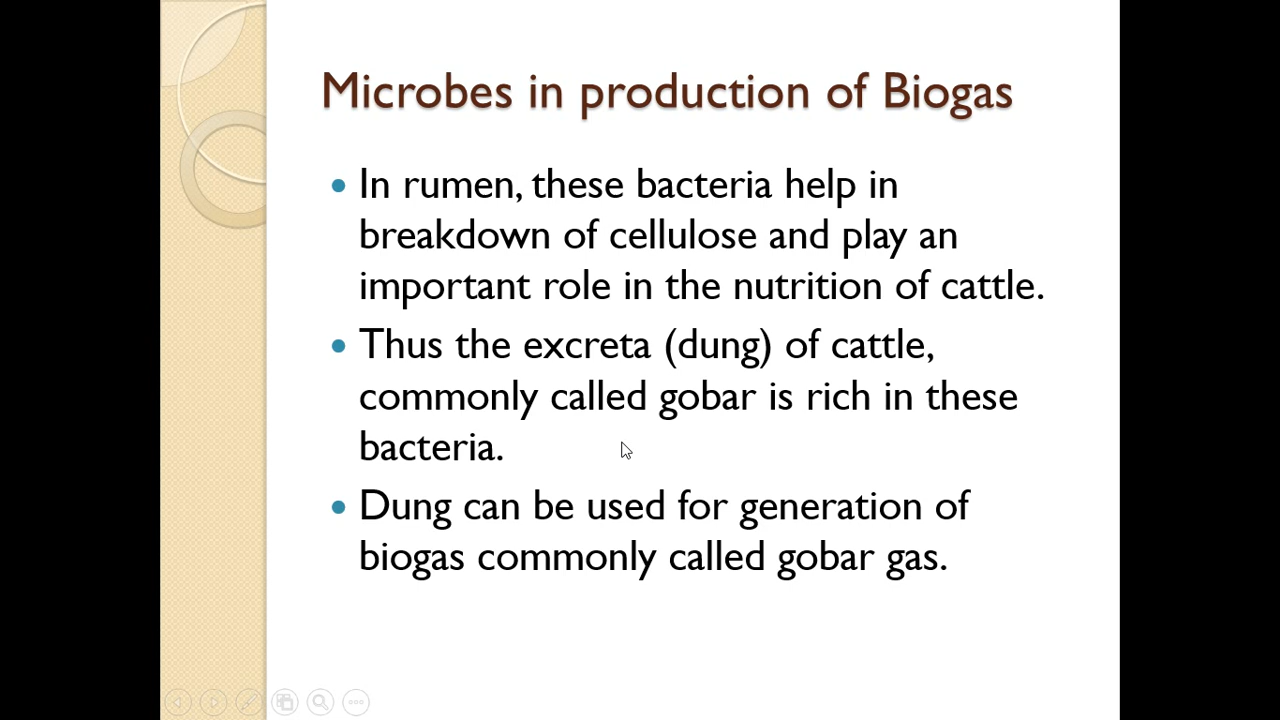 Microbes in production of Biogas
• In rumen, these bacteria help in
breakdown of cellulose and play an
important role in the nutrition of cattle.
• Thus the excreta (dung) of cattle,
commonly called gobar is rich in these
bacteria.
• Dung can be used for generation of
biogas commonly called gobar gas.